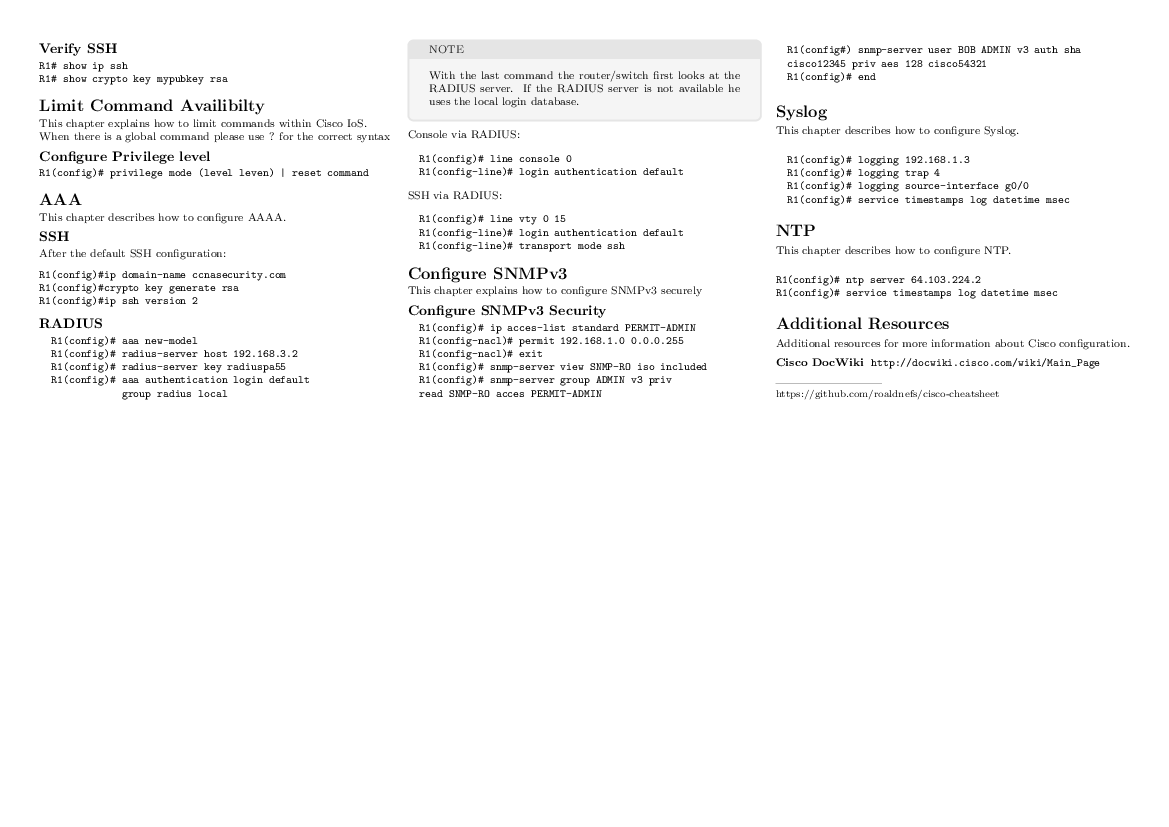 Verify SSH
R1# show ip ssh
R1# show crypto key mypubkey rsa
Limit Command Availibilty
This chapter explains how to limit commands within Cisco IoS.
When there is a global command please use ? for the correct syntax
Configure Privilege level
R1(config)# privilege mode (level leven) | reset command
AAA
This chapter describes how to configure AAAA.
SSH
After the default SSH configuration:
R1(config)#ip domain-name ccnasecurity.com
R1(config)#crypto key generate rsa
R1(config)#ip ssh version 2
RADIUS
R1(config)# aaa new-model
R1(config)# radius-server host 192.168.3.2
R1(config)# radius-server key radiuspa55
R1(config)# aaa authentication login default
group radius local
NOTE
With the last command the router/switch first looks at the
RADIUS server. If the RADIUS server is not available he
uses the local login database.
Console via RADIUS:
R1(config)# line console 0
R1(config-line)# login authentication default
SSH via RADIUS:
R1(config)# line vty 0 15
R1(config-line)# login authentication default
R1(config-line)# transport mode ssh
Configure SNMPv3
This chapter explains how to configure SNMPv3 securely
Configure SNMPv3 Security
R1(config)# ip acces-list standard PERMIT-ADMIN
R1(config-nacl)# permit 192.168.1.0 0.0.0.255
R1(config-nacl)# exit
R1(config)# snmp-server view SNMP-RO iso included
R1(config)# snmp-server group ADMIN v3 priv
read SNMP-RO acces PERMIT-ADMIN
R1(config#) snmp-server user BOB ADMIN v3 auth sha
cisco12345 priv aes 128 cisco54321
R1(config)# end
Syslog
This chapter describes how to configure Syslog.
R1(config)# logging 192.168.1.3
R1(config)# logging trap 4
R1(config)# logging source-interface g0/0
R1(config)# service timestamps log datetime msec
NTP
This chapter describes how to configure NTP.
R1(config)# ntp server 64.103.224.2
R1(config)# service timestamps log datetime msec
Additional Resources
Additional resources for more information about Cisco configuration.
Cisco DocWiki http://docwiki.cisco.com/wiki/Main_Page
https://github.com/roaldnefs/cisco-cheatsheet